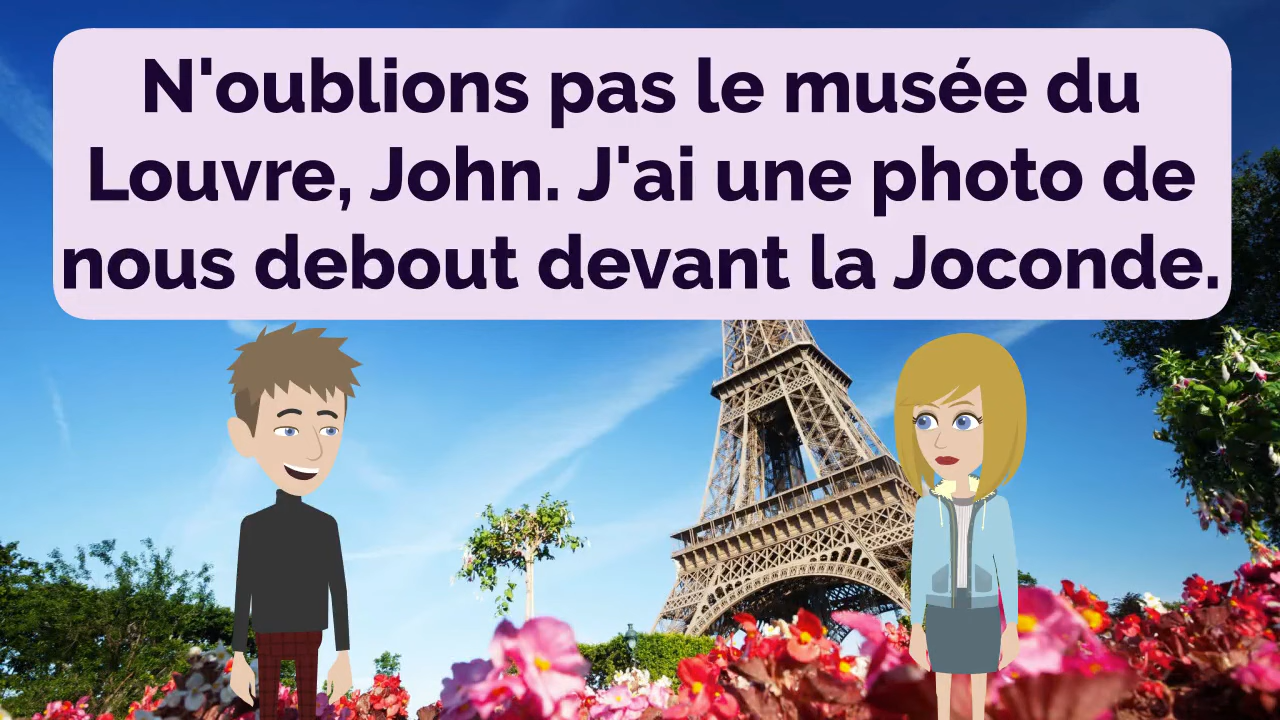 N'oublions pas le musée du
Louvre, John. J'ai une photo de
nous debout devant la Joconde.